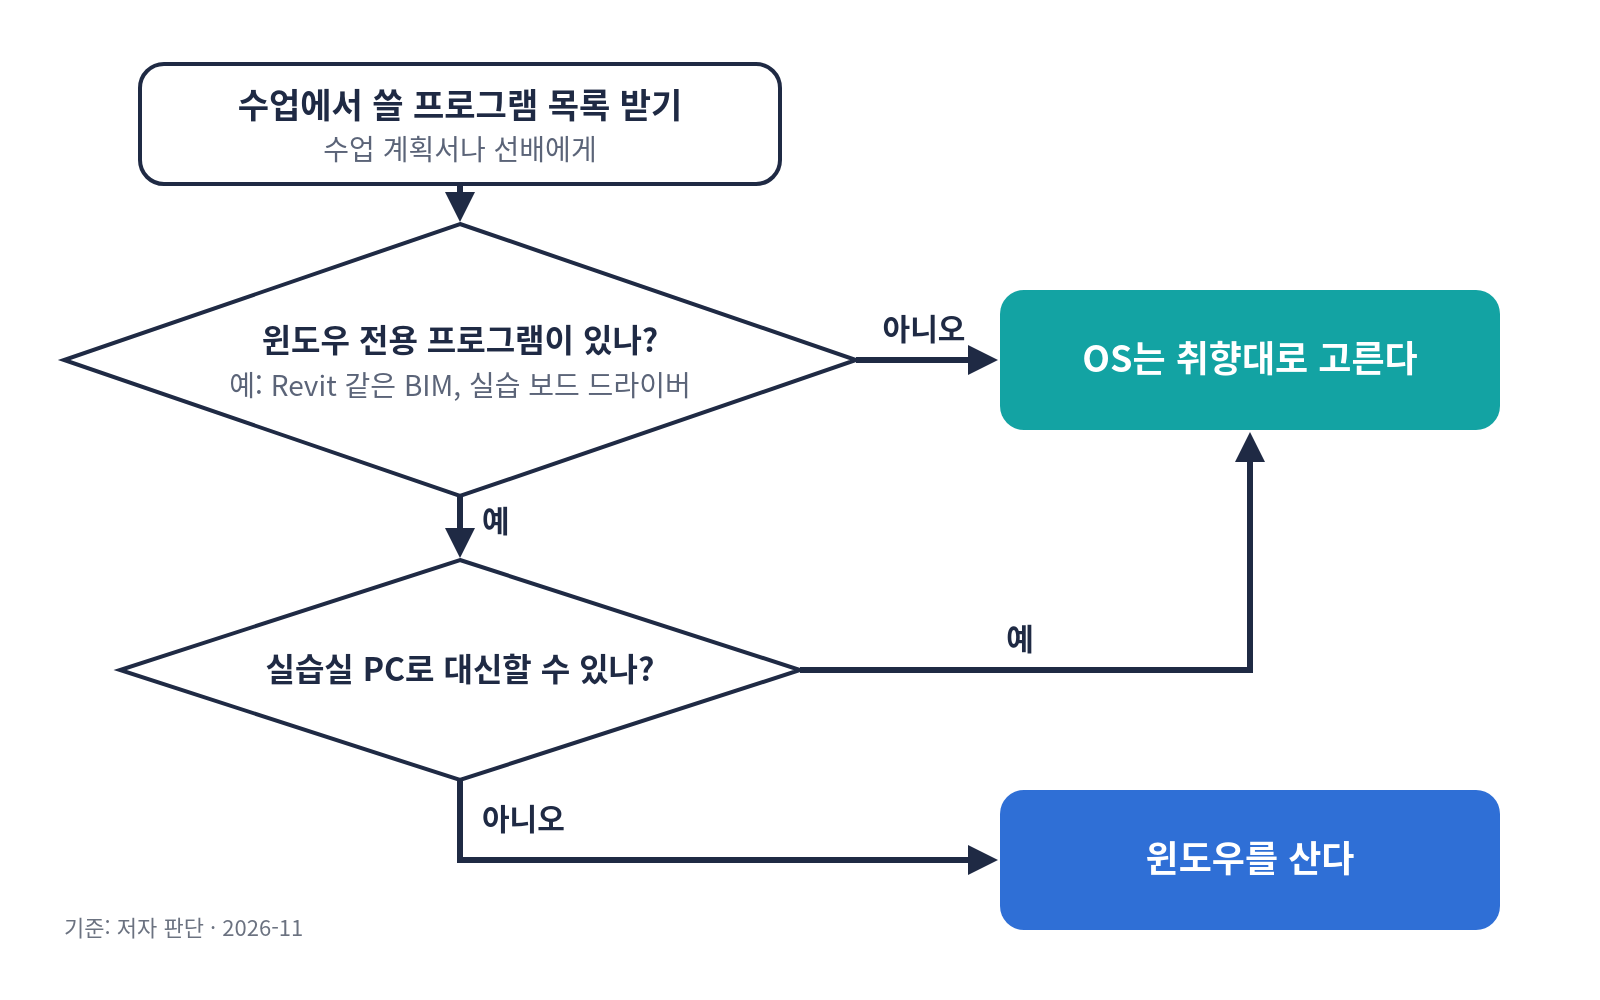 수업에서 쓸 프로그램 목록 받기
수업 계획서나 선배에게
윈도우 전용 프로그램이 있나?
예: Revit 같은 BIM, 실습 보드 드라이버
아니오
OS는 취향대로 고른다
예
실습실 PC로 대신할 수 있나?
예
아니오
윈도우를 산다
기준: 저자 판단 · 2026-11